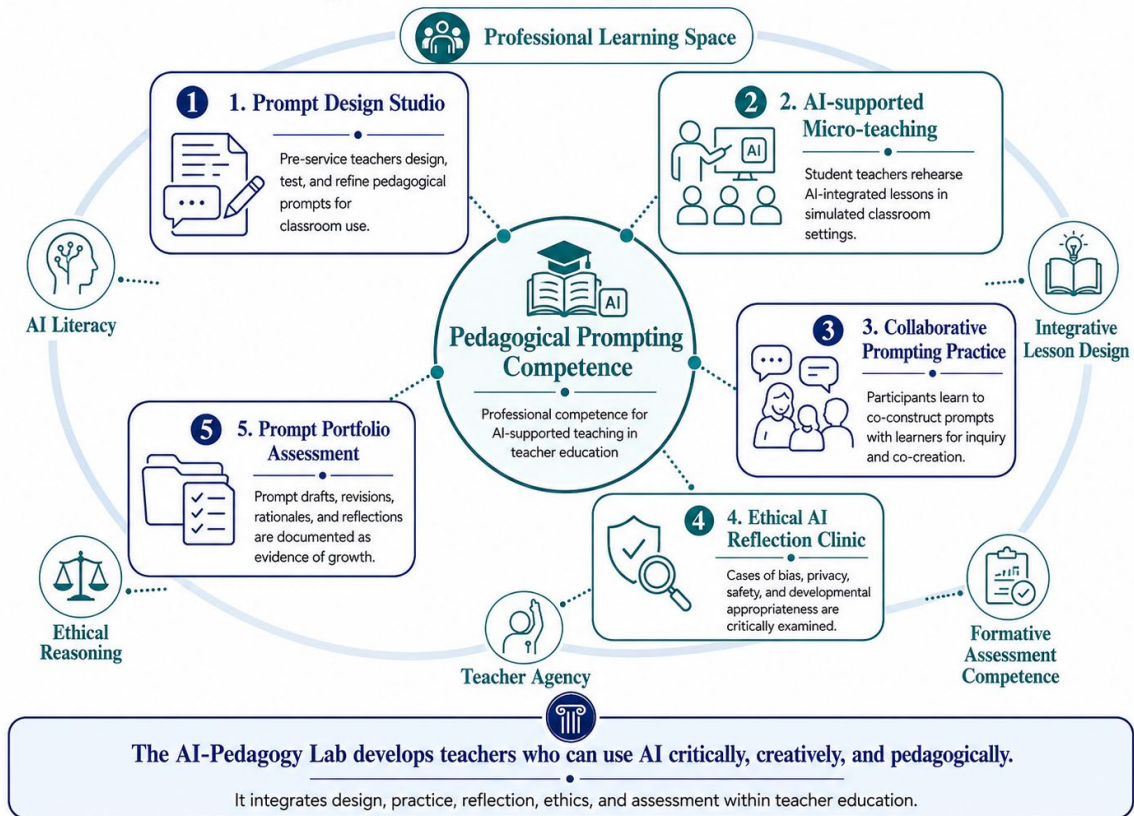 Professional Learning Space
1
1. Prompt Design Studio
Pre-service teachers design,
test, and refine pedagogical
prompts for
classroom use.
2
2. AI-supported
Micro-teaching
AI
Student teachers rehearse
AI-integrated lessons in
simulated classroom
settings.
AI Literacy
AI
Pedagogical Prompting
Competence
Professional competence for
AI-supported teaching in
teacher education
Integrative
Lesson Design
3
3. Collaborative
Prompting Practice
Participants learn to
co-construct prompts
with learners for inquiry
and co-creation.
5
5. Prompt Portfolio
Assessment
Prompt drafts, revisions,
rationales, and reflections
are documented as
evidence of growth.
4
4. Ethical AI
Reflection Clinic
Cases of bias, privacy,
safety, and developmental
appropriateness are
critically examined.
Ethical
Reasoning
Teacher Agency
Formative
Assessment
Competence
The AI-Pedagogy Lab develops teachers who can use AI critically, creatively, and pedagogically.
It integrates design, practice, reflection, ethics, and assessment within teacher education.